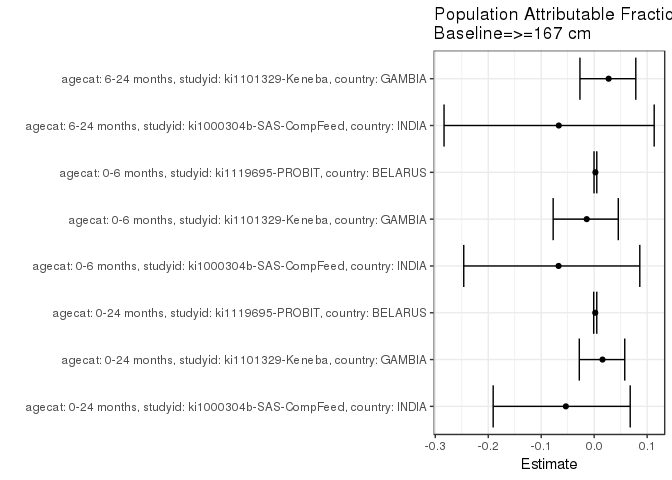 Population Attributable Fractio
Baseline=>=167 cm
agecat: 6-24 months, studyid: ki1101329-Keneba, country: GAMBIA
agecat: 6-24 months, studyid: ki1000304b-SAS-CompFeed, country: INDIA
agecat: 0-6 months, studyid: ki1119695-PROBIT, country: BELARUS
agecat: 0-6 months, studyid: ki1101329-Keneba, country: GAMBIA
agecat: 0-6 months, studyid: ki1000304b-SAS-CompFeed, country: INDIA
agecat: 0-24 months, studyid: ki1119695-PROBIT, country: BELARUS
agecat: 0-24 months, studyid: ki1101329-Keneba, country: GAMBIA
agecat: 0-24 months, studyid: ki1000304b-SAS-CompFeed, country: INDIA
-0.3 -0.2 -0.1 0.0 0.1
Estimate